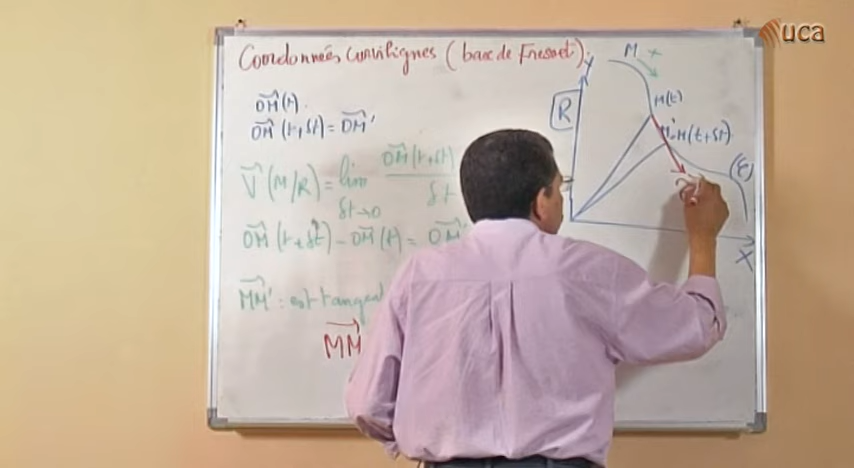 Coordonnées curvilignes (base de Fresnet).
OM(t).
OM(t+δt) = OM'
V(M/R) = lim OM(t+δt)
δt→0 δt
OM(t+δt) - OM(t) = OM'
MM' : est tangent
MM
uca
Y
M +
R
M(t)
M'=M(t+δt)
(C)
X